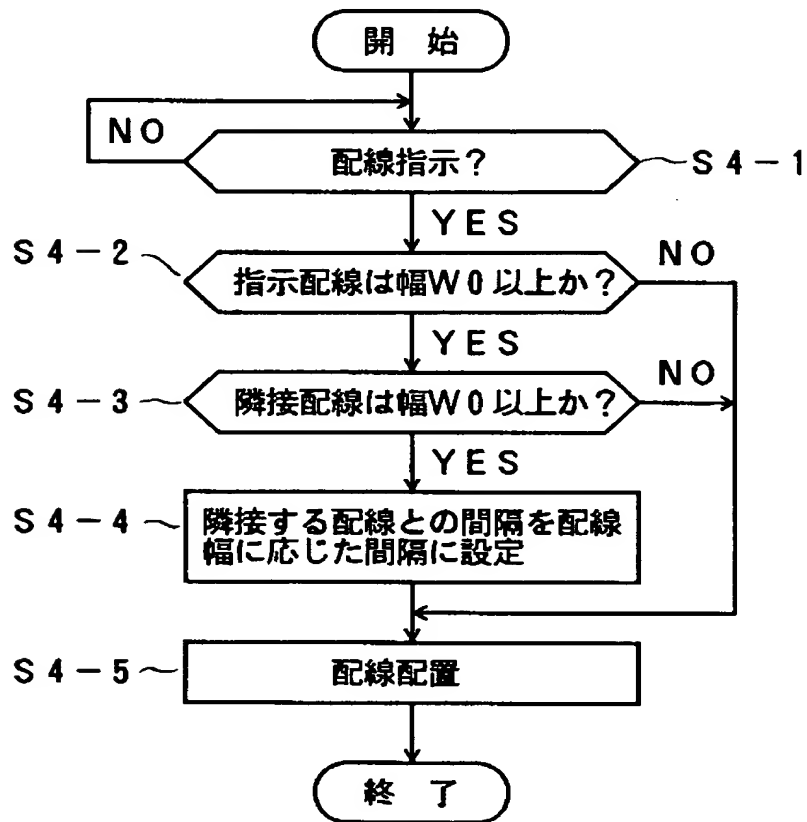 開 始
NO
配線指示?
S4-1
YES
S4-2
指示配線は幅W0以上か?
NO
YES
S4-3
隣接配線は幅W0以上か?
NO
YES
S4-4
隣接する配線との間隔を配線
幅に応じた間隔に設定
S4-5
配線配置
終 了